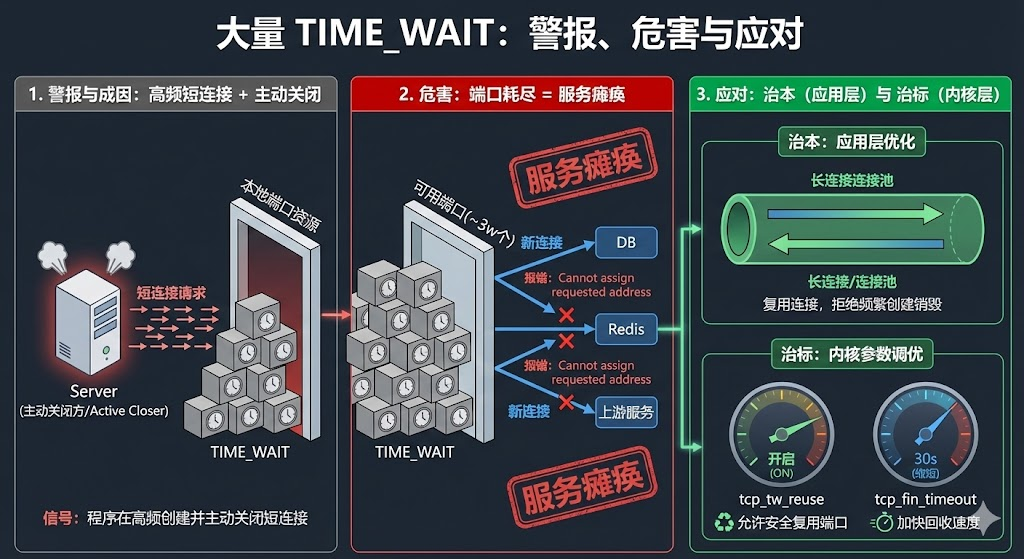 大量 TIME_WAIT：警报、危害与应对
1. 警报与成因：高频短连接 + 主动关闭
本地端口资源
短连接请求
Server
(主动关闭方/Active Closer)
TIME_WAIT
信号：程序在高频创建并主动关闭短连接
2. 危害：端口耗尽 = 服务瘫痪
服务瘫痪
可用端口(~3w个)
新连接
DB
Cannot assign
requested address
Redis
Cannot assign
requested address
新连接
上游服务
TIME_WAIT
服务瘫痪
3. 应对：治本（应用层）与 治标（内核层）
治本：应用层优化
长连接连接池
长连接/连接池
复用连接，拒绝频繁创建销毁
治标：内核参数调优
开启
(ON)
tcp_tw_reuse
允许安全复用端口
30s
(缩短)
tcp_fin_timeout
加快回收速度